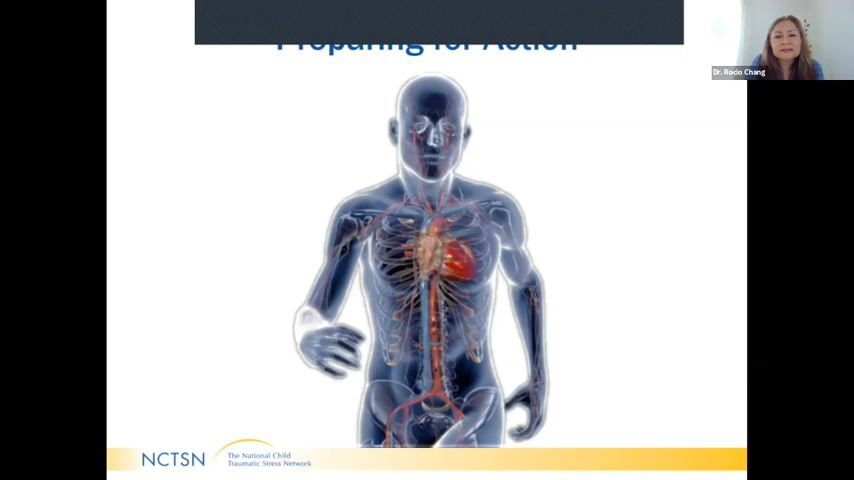 Preparing for Action
Dr. Rocio Chang
NCTSN
The National Child
Traumatic Stress Network